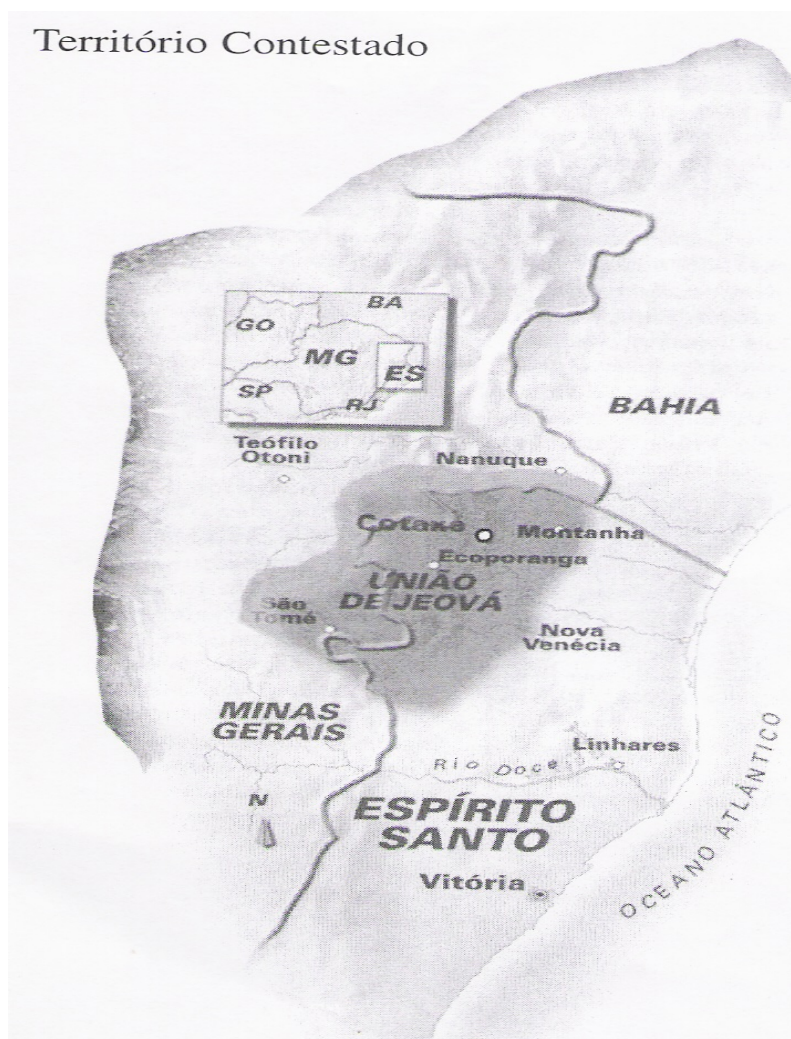 Território Contestado
BA
GO
MG
ES
SP
RJ
BAHIA
Teófilo
Otoni
Nanuque
Cotaxe
Montanha
Ecoporanga
UNIÃO
DE JEOVÁ
São
Tomé
Nova
Venécia
MINAS
GERAIS
Linhares
Rio Doce
N
ESPÍRITO
SANTO
Vitória
OCEANO ATLÂNTICO